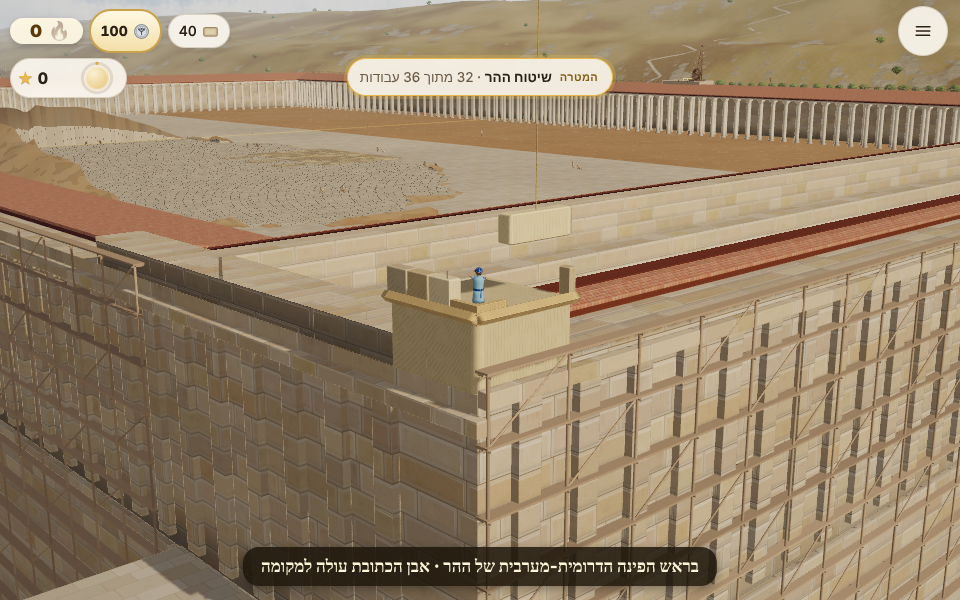 0
100
40
0
המטרה שיטוח ההר · 32 מתוך 36 עבודות
בראש הפינה הדרומית-מערבית של ההר · אבן הכתובת עולה למקומה